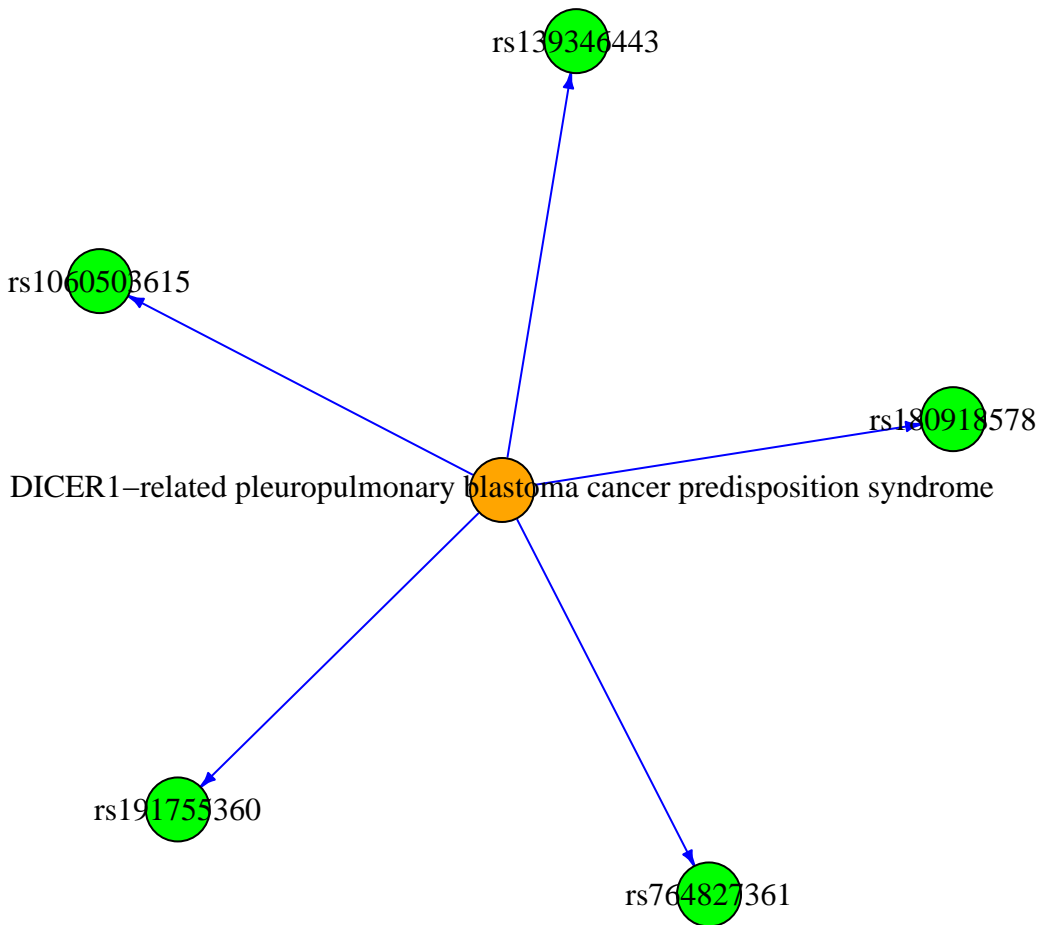 rs139346443
rs1060503615
rs180918578
DICER1−related pleuropulmonary blastoma cancer predisposition syndrome
rs191755360
rs764827361